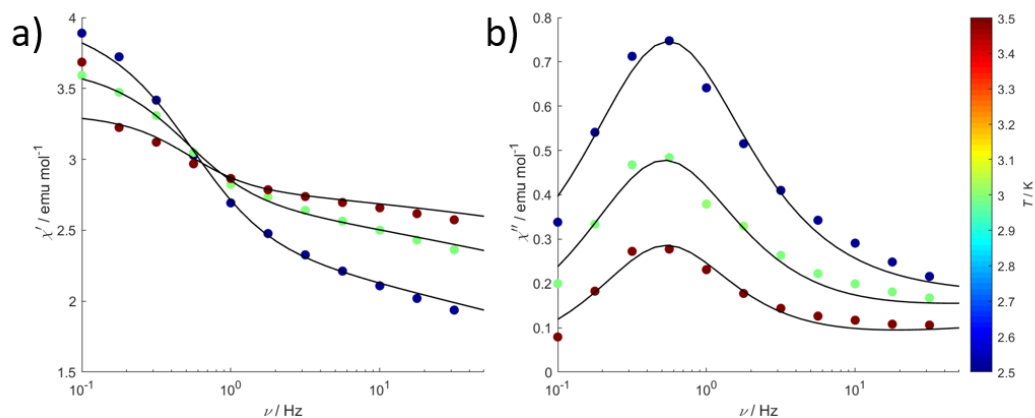 a)
4
3.5
3
2.5
2
1.5
χ′ / emu mol⁻¹
10⁻¹ 10⁰ 10¹
ν / Hz
b)
0.8
0.7
0.6
0.5
0.4
0.3
0.2
0.1
0
χ′′ / emu mol⁻¹
10⁻¹ 10⁰ 10¹
ν / Hz
3.5
3.4
3.3
3.2
3.1
3
2.9
2.8
2.7
2.6
2.5
T / K